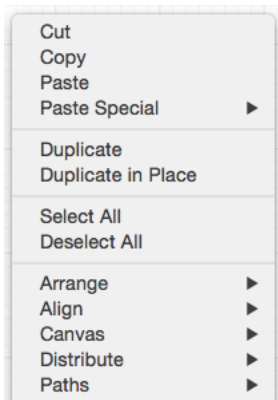 Cut
Copy
Paste
Paste Special
Duplicate
Duplicate in Place
Select All
Deselect All
Arrange
Align
Canvas
Distribute
Paths